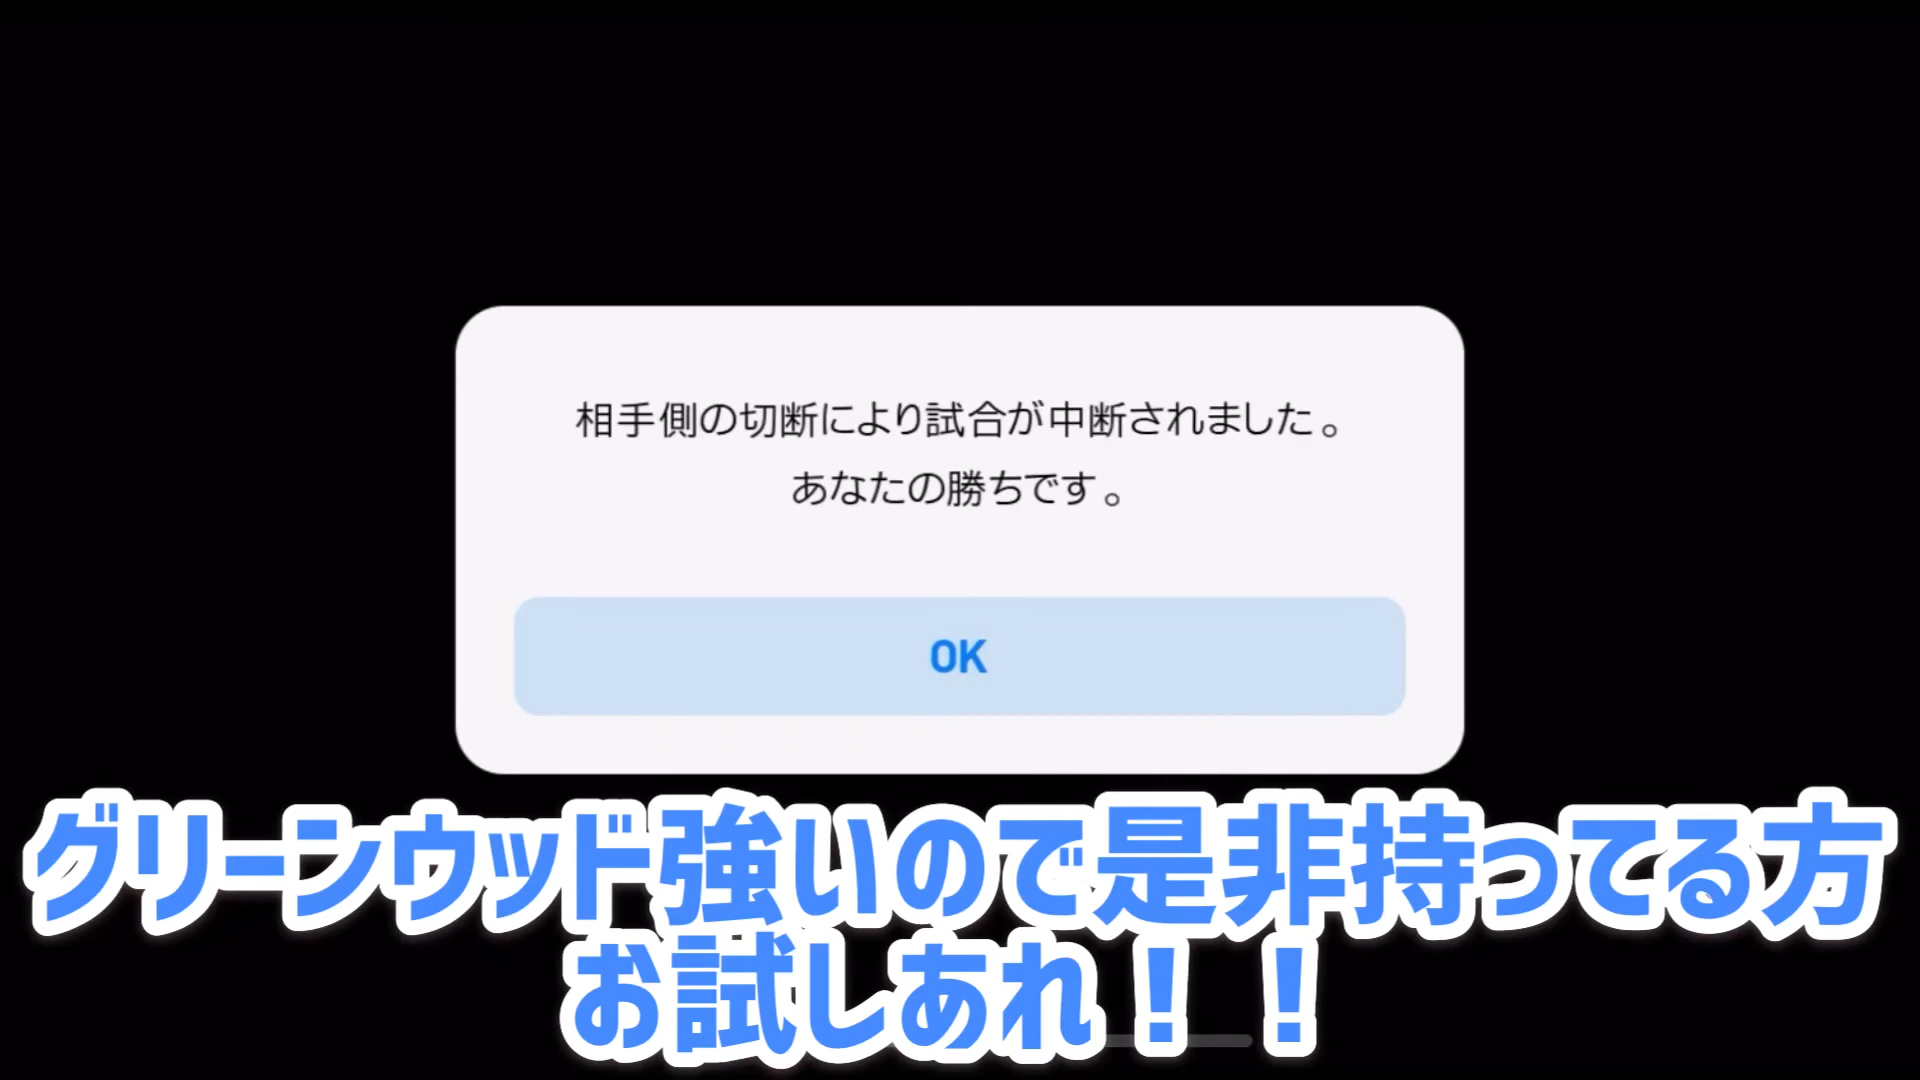 相手側の切断により試合が中断されました。
あなたの勝ちです。
OK
グリーンウッド強いので是非持ってる方
お試しあれ！！